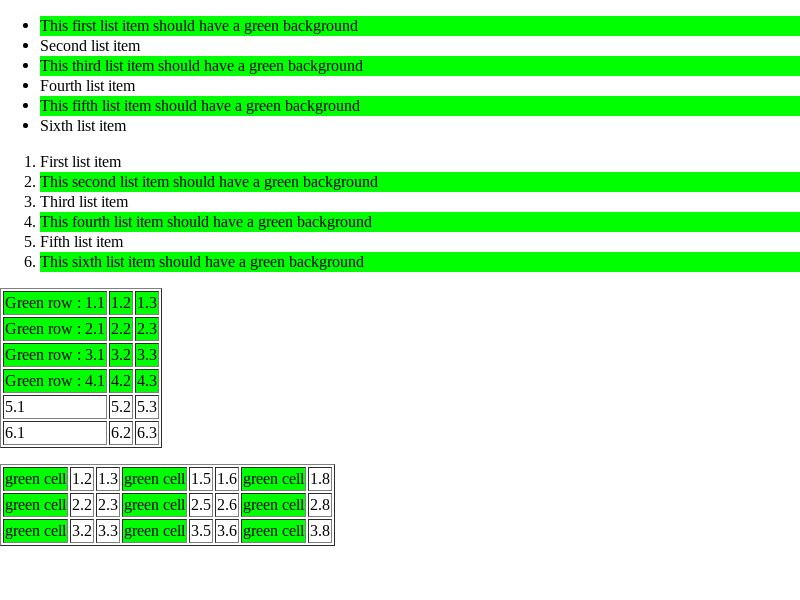 • This first list item should have a green background
• Second list item
• This third list item should have a green background
• Fourth list item
• This fifth list item should have a green background
• Sixth list item
1. First list item
2. This second list item should have a green background
3. Third list item
4. This fourth list item should have a green background
5. Fifth list item
6. This sixth list item should have a green background
Green row : 1.1 1.2 1.3
Green row : 2.1 2.2 2.3
Green row : 3.1 3.2 3.3
Green row : 4.1 4.2 4.3
5.1 5.2 5.3
6.1 6.2 6.3
green cell 1.2 1.3 green cell 1.5 1.6 green cell 1.8
green cell 2.2 2.3 green cell 2.5 2.6 green cell 2.8
green cell 3.2 3.3 green cell 3.5 3.6 green cell 3.8